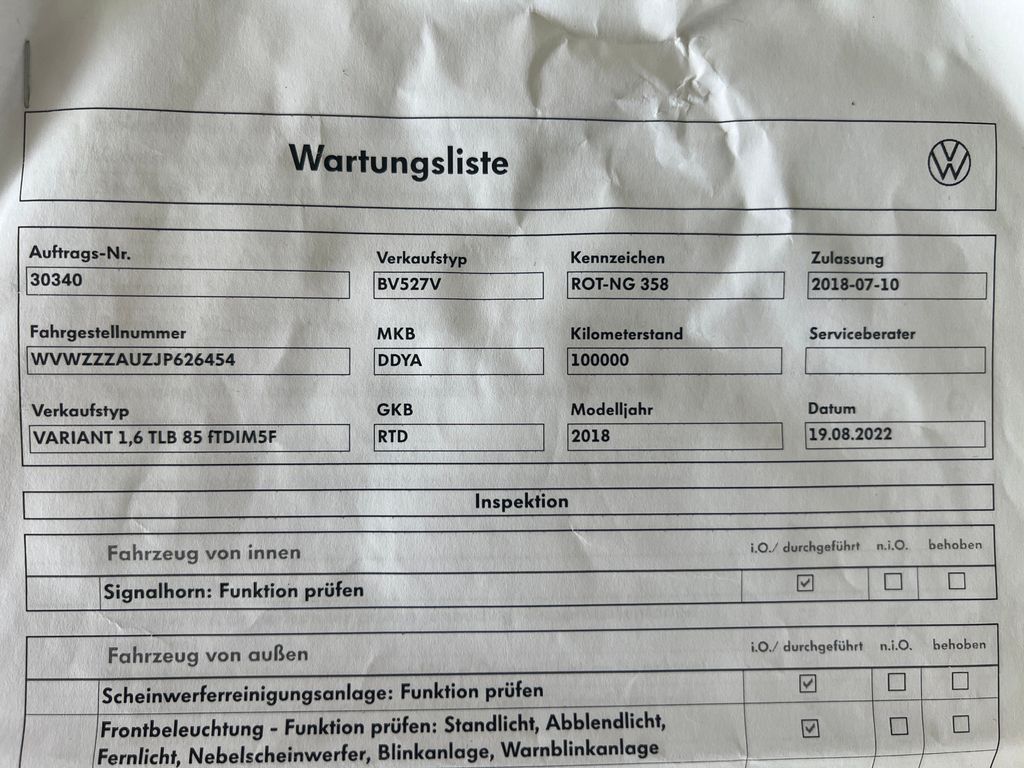 Wartungsliste
Auftrags-Nr. Verkaufstyp Kennzeichen Zulassung
30340 BV527V ROT-NG 358 2018-07-10
Fahrgestellnummer MKB Kilometerstand Serviceberater
WVWZZZAUZJP626454 DDYA 100000
Verkaufstyp GKB Modelljahr Datum
VARIANT 1,6 TLB 85 fTDIM5F RTD 2018 19.08.2022
Inspektion
Fahrzeug von innen i.O./ durchgeführt n.i.O. behoben
Signalhorn: Funktion prüfen
Fahrzeug von außen i.O./ durchgeführt n.i.O. behoben
Scheinwerferreinigungsanlage: Funktion prüfen
Frontbeleuchtung - Funktion prüfen: Standlicht, Abblendlicht,
Fernlicht, Nebelscheinwerfer, Blinkanlage, Warnblinkanlage